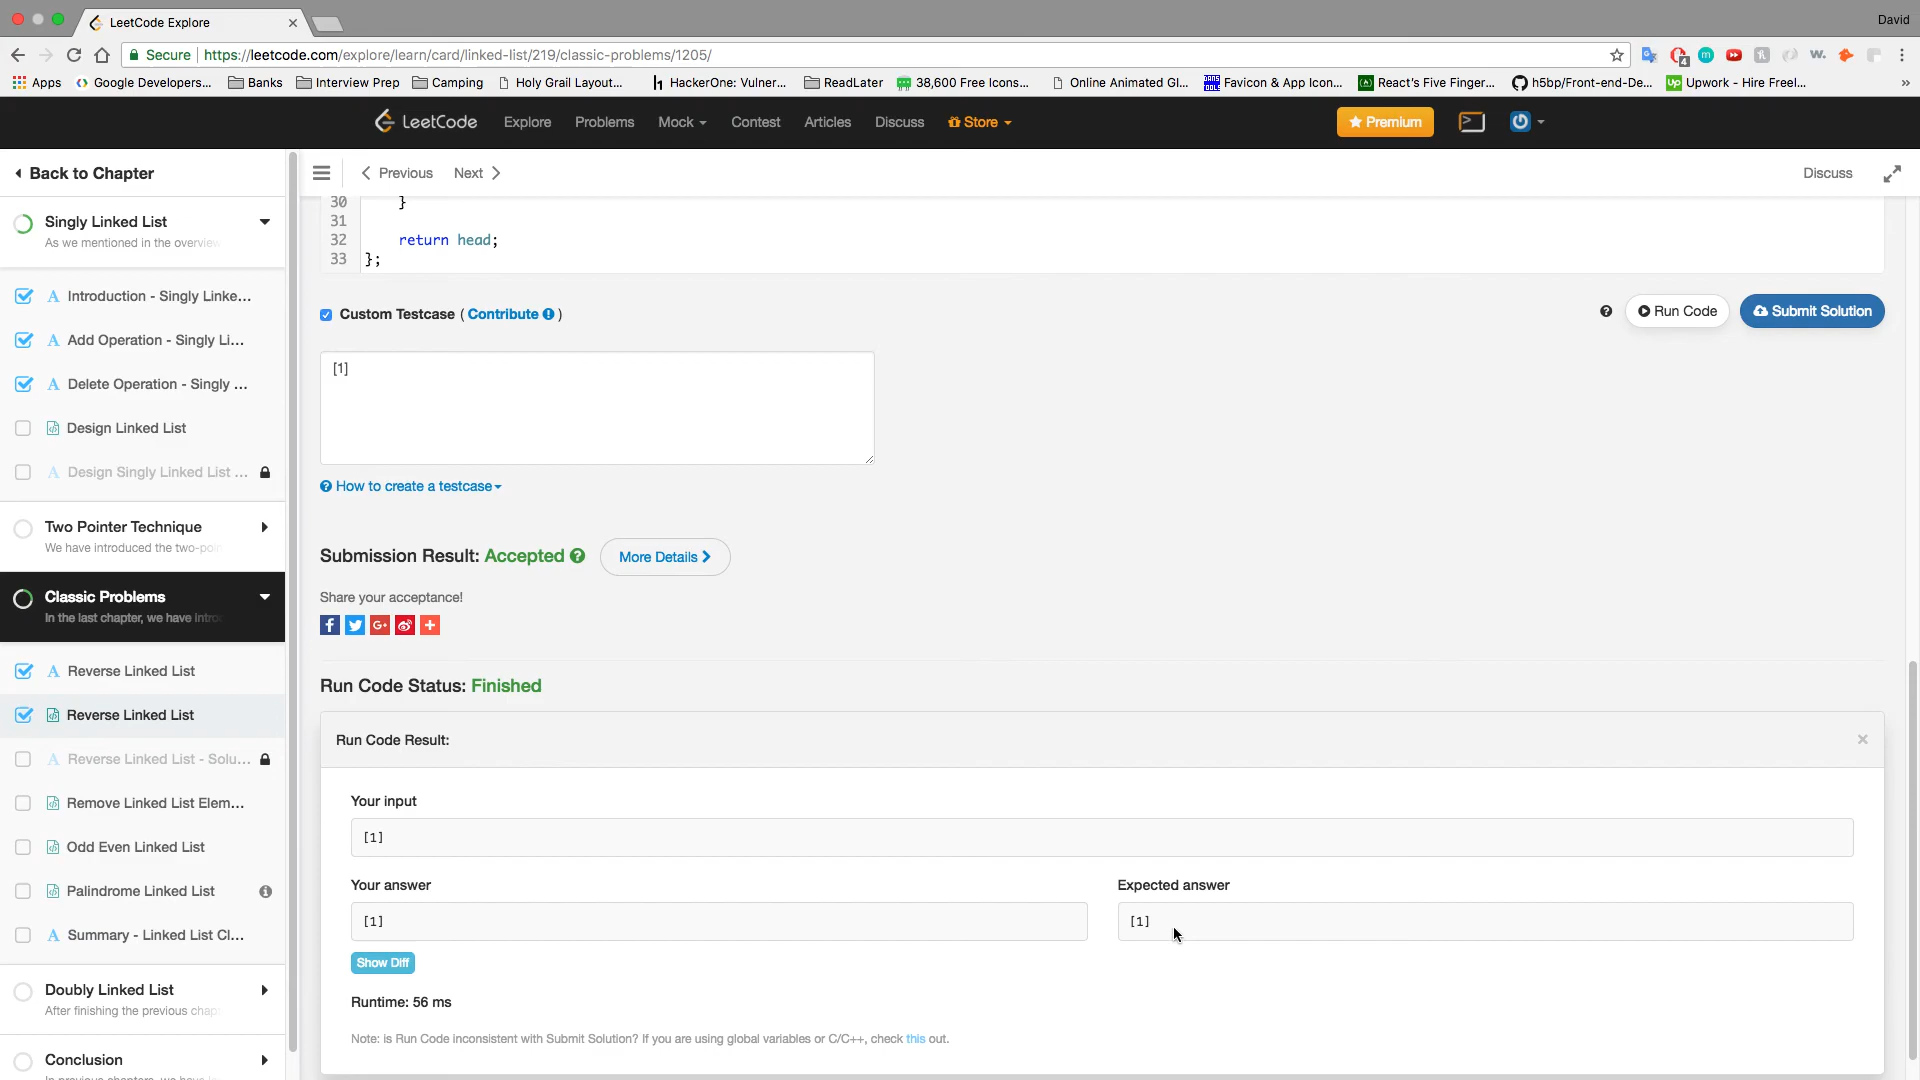 LeetCode Explore
David
Secure
https://leetcode.com/explore/learn/card/linked-list/219/classic-problems/1205/
4
Apps
Google Developers...
Banks
Interview Prep
Camping
Holy Grail Layout...
HackerOne: Vulner...
ReadLater
38,600 Free Icons...
Online Animated Gl...
Favicon & App Icon...
React's Five Finger...
h5bp/Front-end-De...
Upwork - Hire Freel...
LeetCode
Explore
Problems
Mock
Contest
Articles
Discuss
Store
Premium
Back to Chapter
Previous
Next
Discuss
Singly Linked List
As we mentioned in the overview
Introduction - Singly Linke...
Add Operation - Singly Li...
Delete Operation - Singly ...
Design Linked List
Design Singly Linked List ...
Two Pointer Technique
We have introduced the two-poin
Classic Problems
In the last chapter, we have intro
Reverse Linked List
Reverse Linked List
Reverse Linked List - Solu...
Remove Linked List Elem...
Odd Even Linked List
Palindrome Linked List
Summary - Linked List Cl...
Doubly Linked List
After finishing the previous chap
Conclusion
30 }
31
32 return head;
33 };
Custom Testcase ( Contribute )
Run Code
Submit Solution
[1]
How to create a testcase
Submission Result: Accepted
More Details
Share your acceptance!
Run Code Status: Finished
Run Code Result:
Your input
[1]
Your answer
Expected answer
[1]
[1]
Show Diff
Runtime: 56 ms
Note: is Run Code inconsistent with Submit Solution? If you are using global variables or C/C++, check this out.